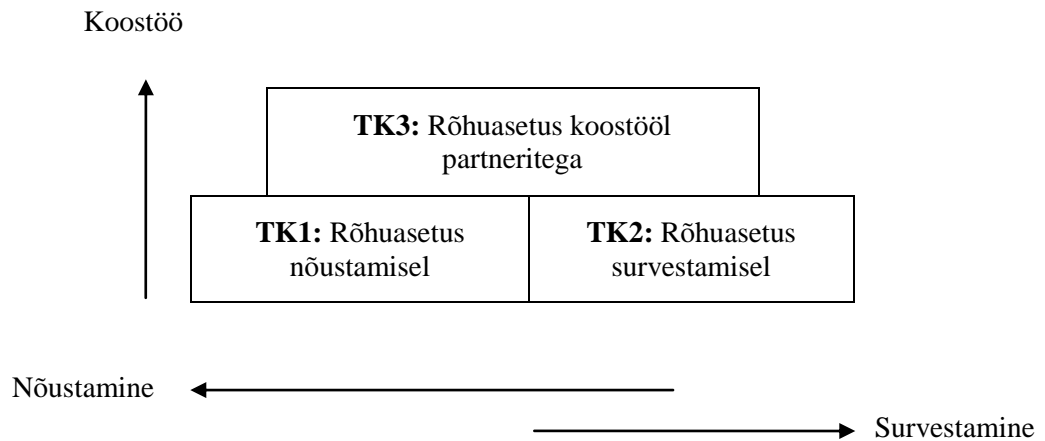 Koostöö
TK3: Rõhuasetus koostööl
partneritega
TK1: Rõhuasetus
nõustamisel
TK2: Rõhuasetus
survestamisel
Nõustamine
Survestamine